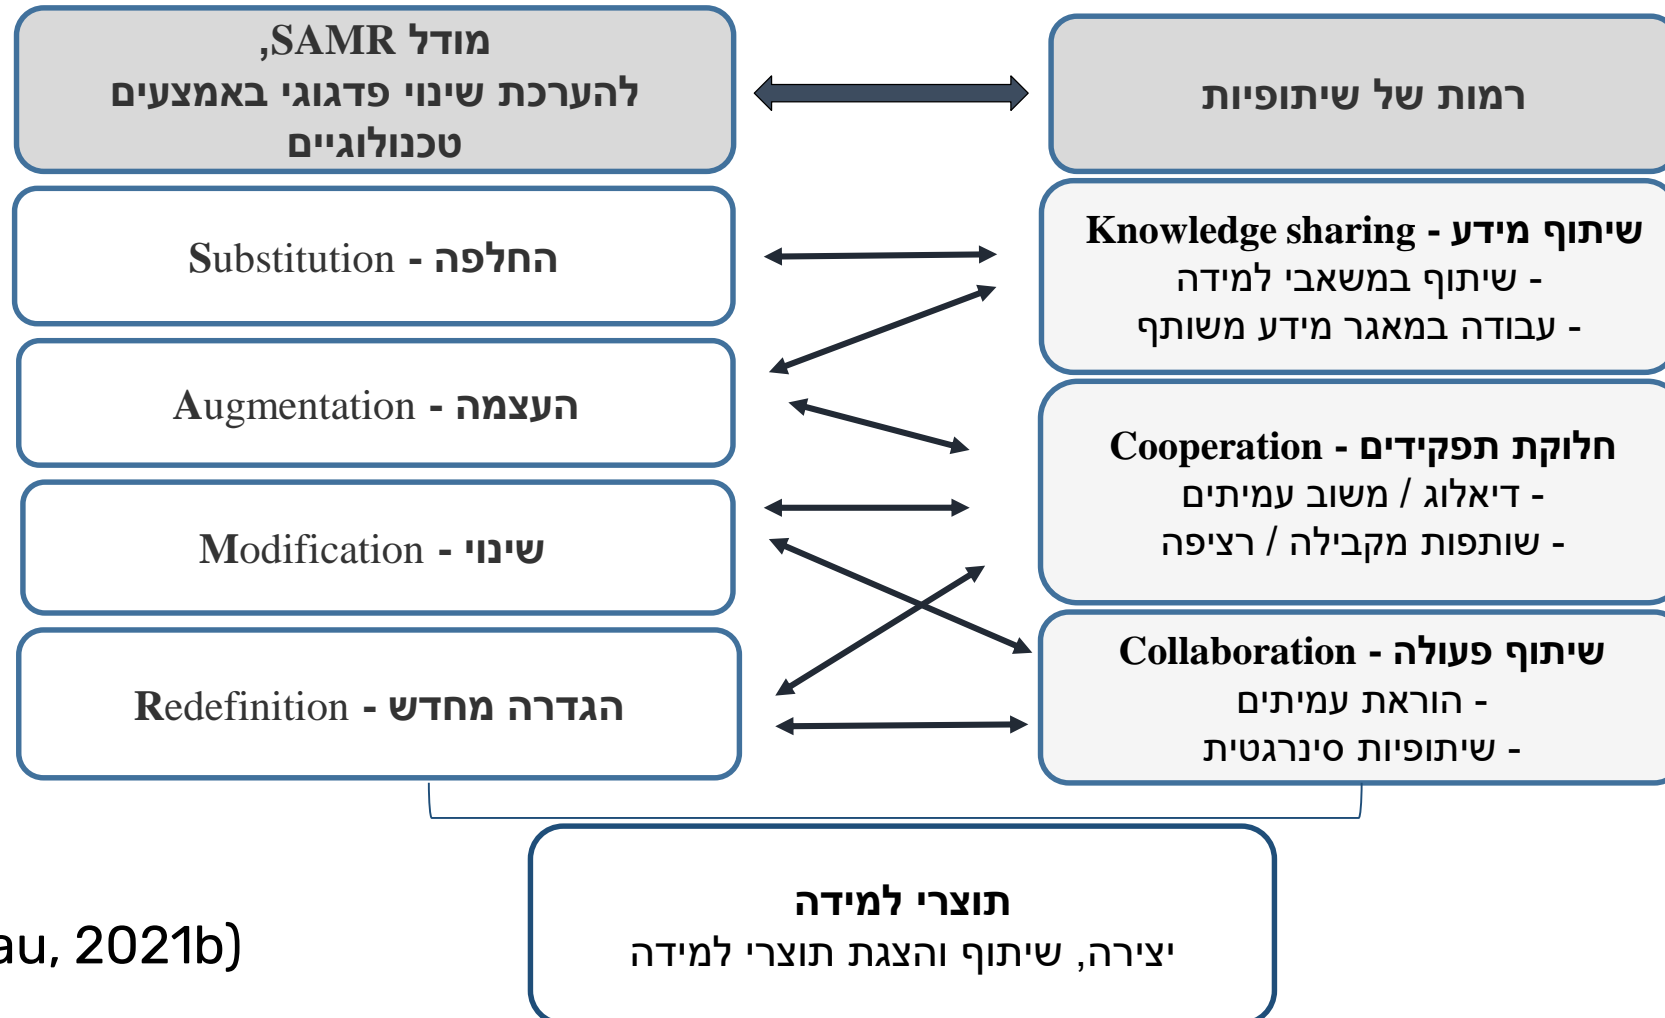 רמות של שיתופיות
מודל SAMR,
להערכת שינוי פדגוגי באמצעים
טכנולוגיים
שיתוף מידע - Knowledge sharing
- שיתוף במשאבי למידה
- עבודה במאגר מידע משותף
חלוקת תפקידים - Cooperation
- דיאלוג / משוב עמיתים
- שותפות מקבילה / רציפה
שיתוף פעולה - Collaboration
- הוראת עמיתים
- שיתופיות סינרגטית
החלפה - Substitution
העצמה - Augmentation
שינוי - Modification
הגדרה מחדש - Redefinition
תוצרי למידה
יצירה, שיתוף והצגת תוצרי למידה
au, 2021b)